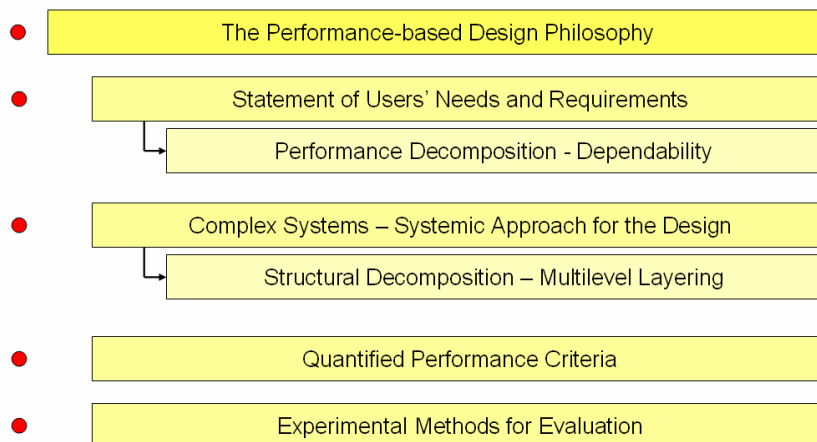 The Performance-based Design Philosophy
Statement of Users' Needs and Requirements
Performance Decomposition - Dependability
Complex Systems – Systemic Approach for the Design
Structural Decomposition – Multilevel Layering
Quantified Performance Criteria
Experimental Methods for Evaluation